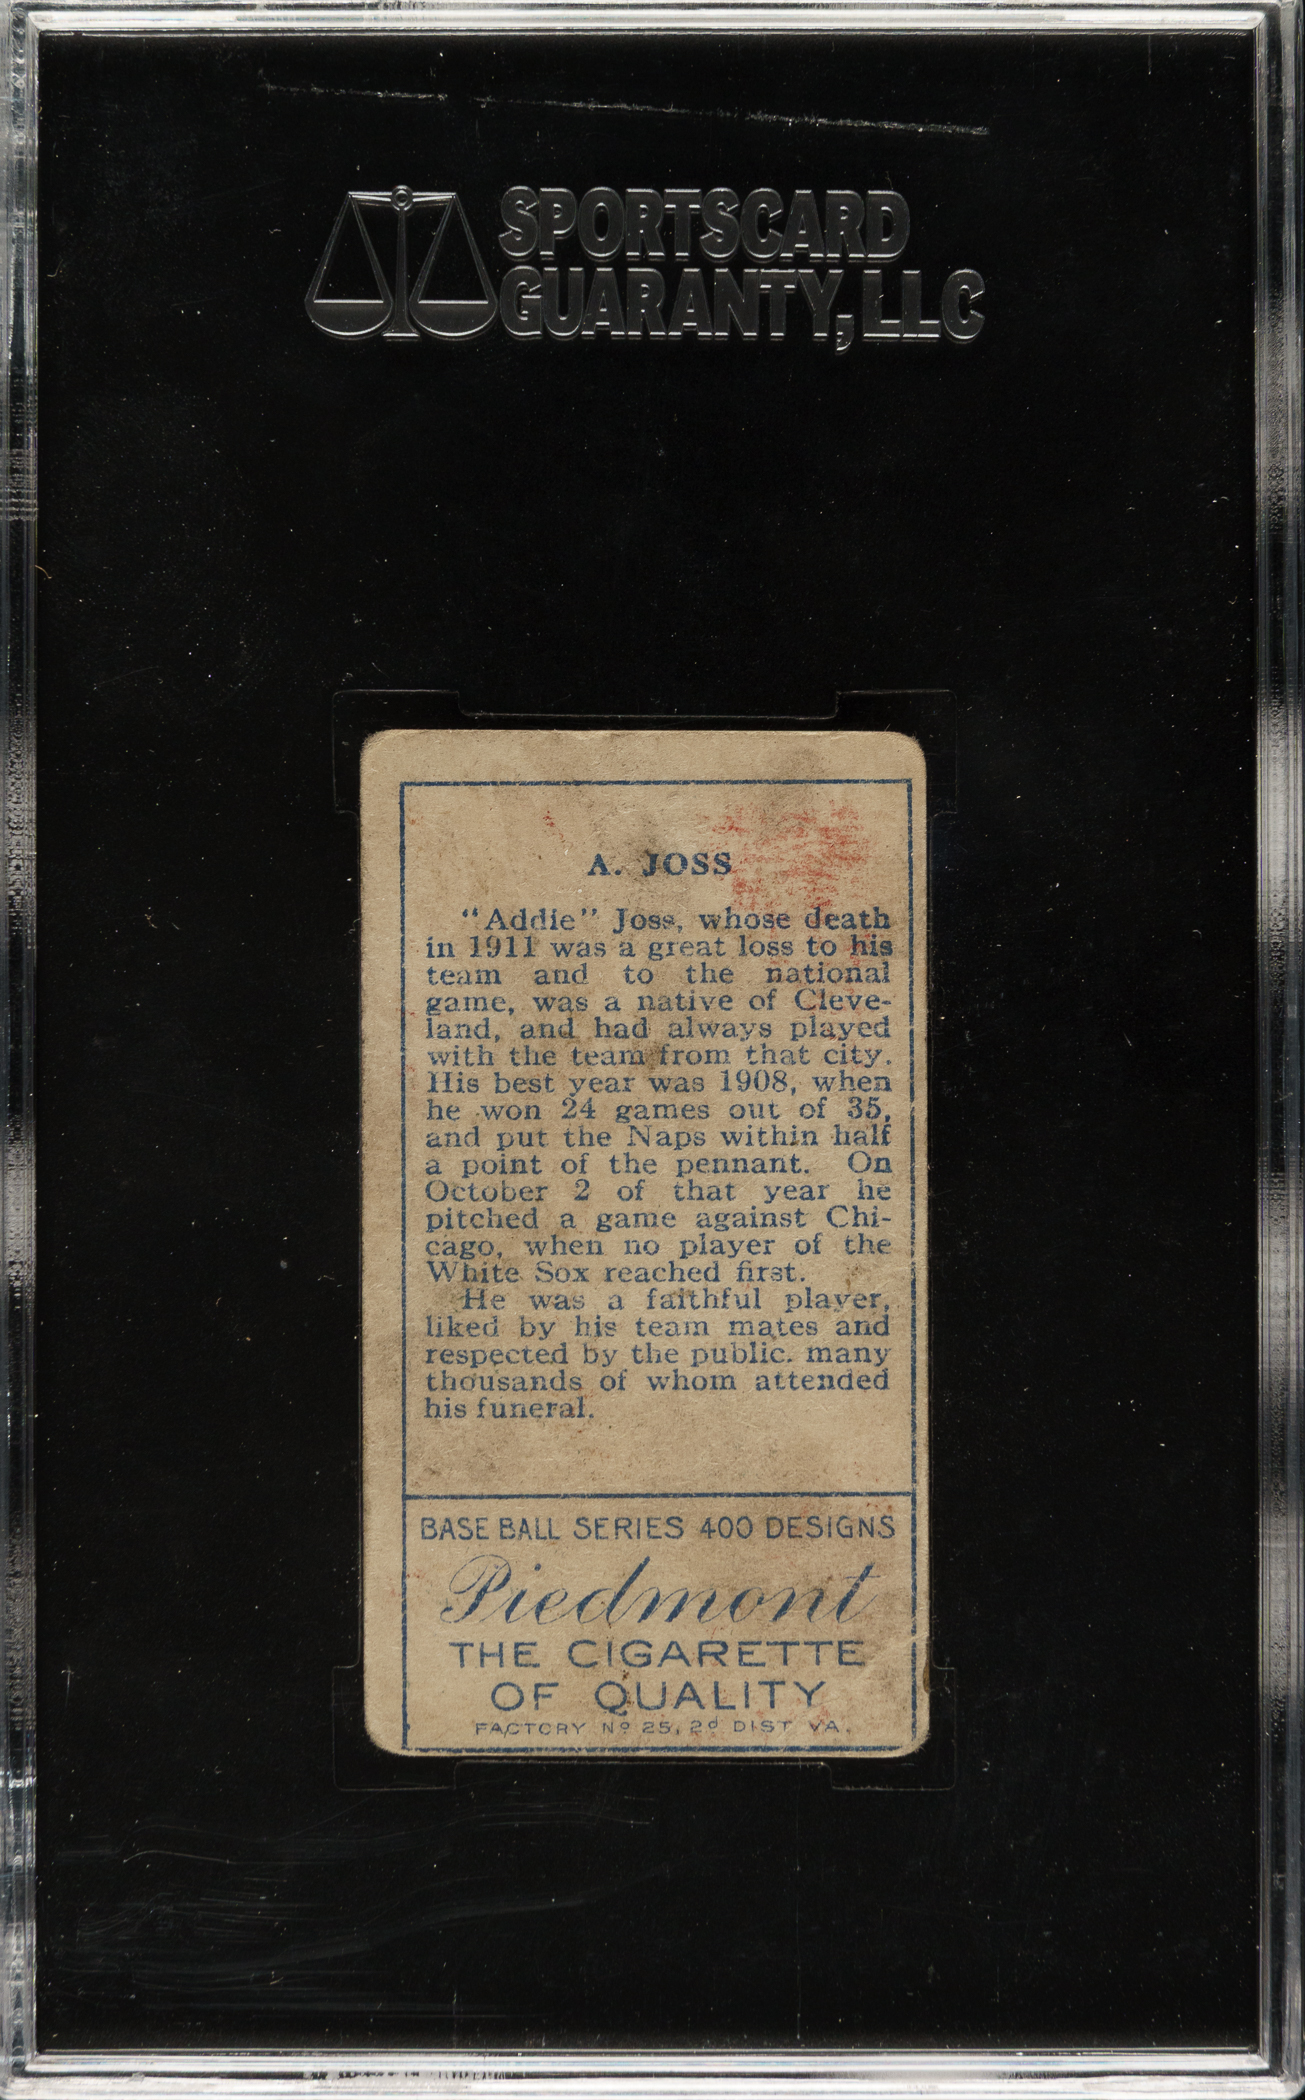 SPORTSCARD
GUARANTY, LLC
A. JOSS
"Addie" Joss, whose death
in 1911 was a great loss to his
team and to the national
game, was a native of Cleve-
land, and had always played
with the team from that city.
His best year was 1908, when
he won 24 games out of 35,
and put the Naps within half
a point of the pennant. On
October 2 of that year he
pitched a game against Chi-
cago, when no player of the
White Sox reached first.
He was a faithful player,
liked by his team mates and
respected by the public. many
thousands of whom attended
his funeral.
BASE BALL SERIES 400 DESIGNS
Piedmont
THE CIGARETTE
OF QUALITY
FACTORY Nº 25, 2d DIST VA.